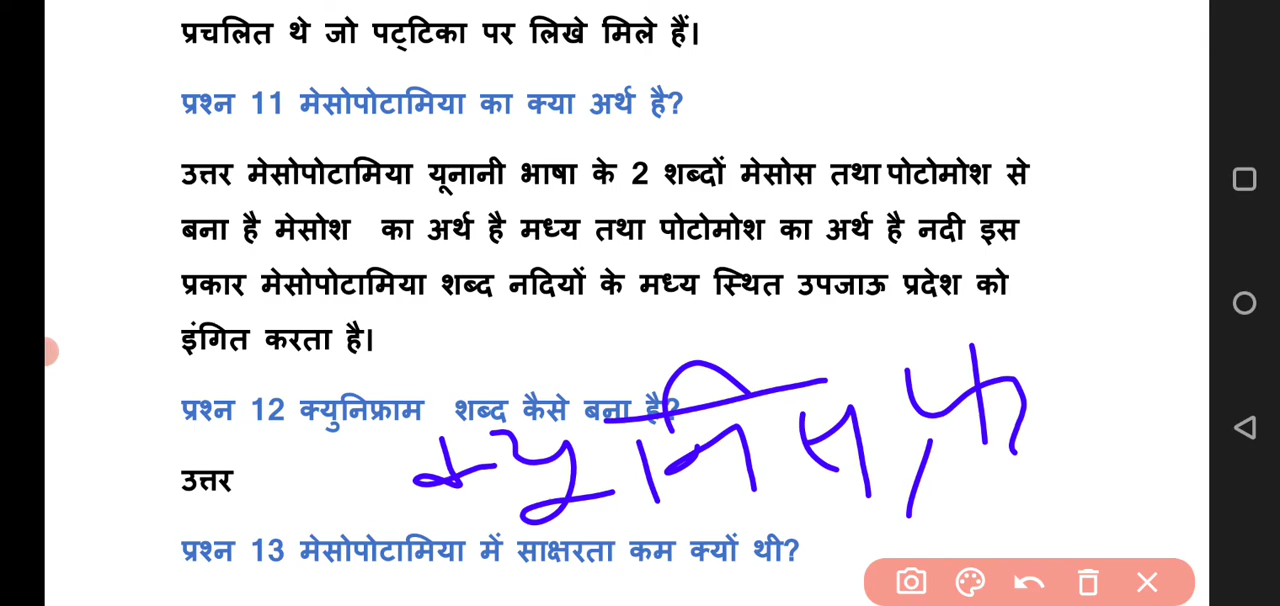 प्रचलित थे जो पट्टिका पर लिखे मिले हैं।
प्रश्न 11 मेसोपोटामिया का क्या अर्थ है?
उत्तर मेसोपोटामिया यूनानी भाषा के 2 शब्दों मेसोस तथा पोटोमोश से
बना है मेसोश का अर्थ है मध्य तथा पोटोमोश का अर्थ है नदी इस
प्रकार मेसोपोटामिया शब्द नदियों के मध्य स्थित उपजाऊ प्रदेश को
इंगित करता है।
प्रश्न 12 क्युनिफ्राम शब्द कैसे बना है?
उत्तर
प्रश्न 13 मेसोपोटामिया में साक्षरता कम क्यों थी?